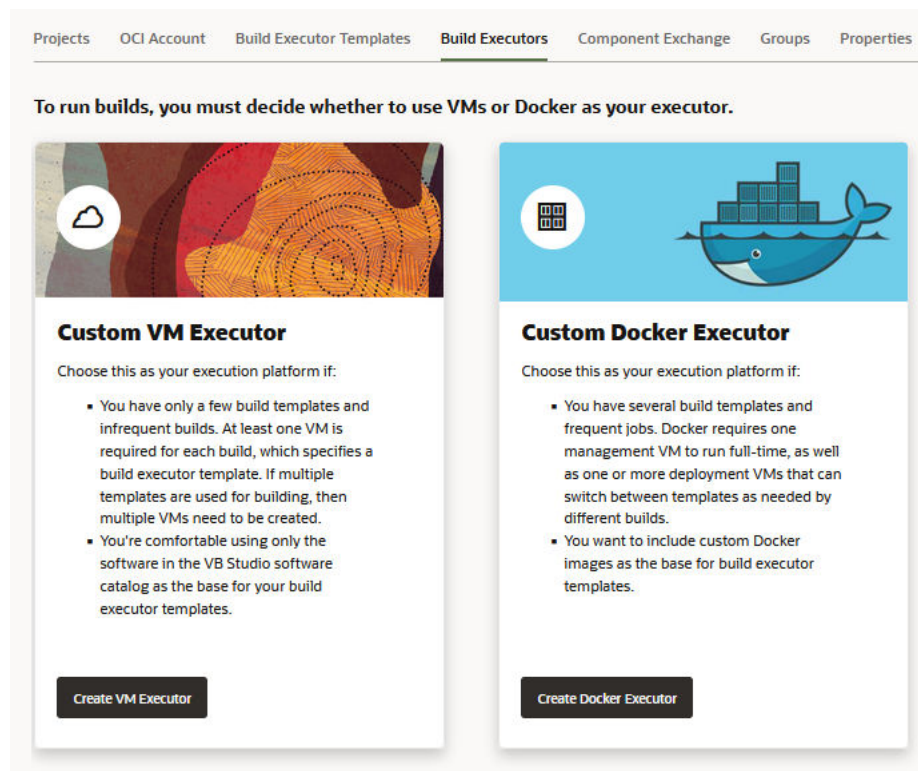 Projects OCI Account Build Executor Templates Build Executors Component Exchange Groups Properties
To run builds, you must decide whether to use VMs or Docker as your executor.
Custom VM Executor
Choose this as your execution platform if:
▪ You have only a few build templates and
infrequent builds. At least one VM is
required for each build, which specifies a
build executor template. If multiple
templates are used for building, then
multiple VMs need to be created.
▪ You're comfortable using only the
software in the VB Studio software
catalog as the base for your build
executor templates.
Create VM Executor
Custom Docker Executor
Choose this as your execution platform if:
▪ You have several build templates and
frequent jobs. Docker requires one
management VM to run full-time, as well
as one or more deployment VMs that can
switch between templates as needed by
different builds.
▪ You want to include custom Docker
images as the base for build executor
templates.
Create Docker Executor